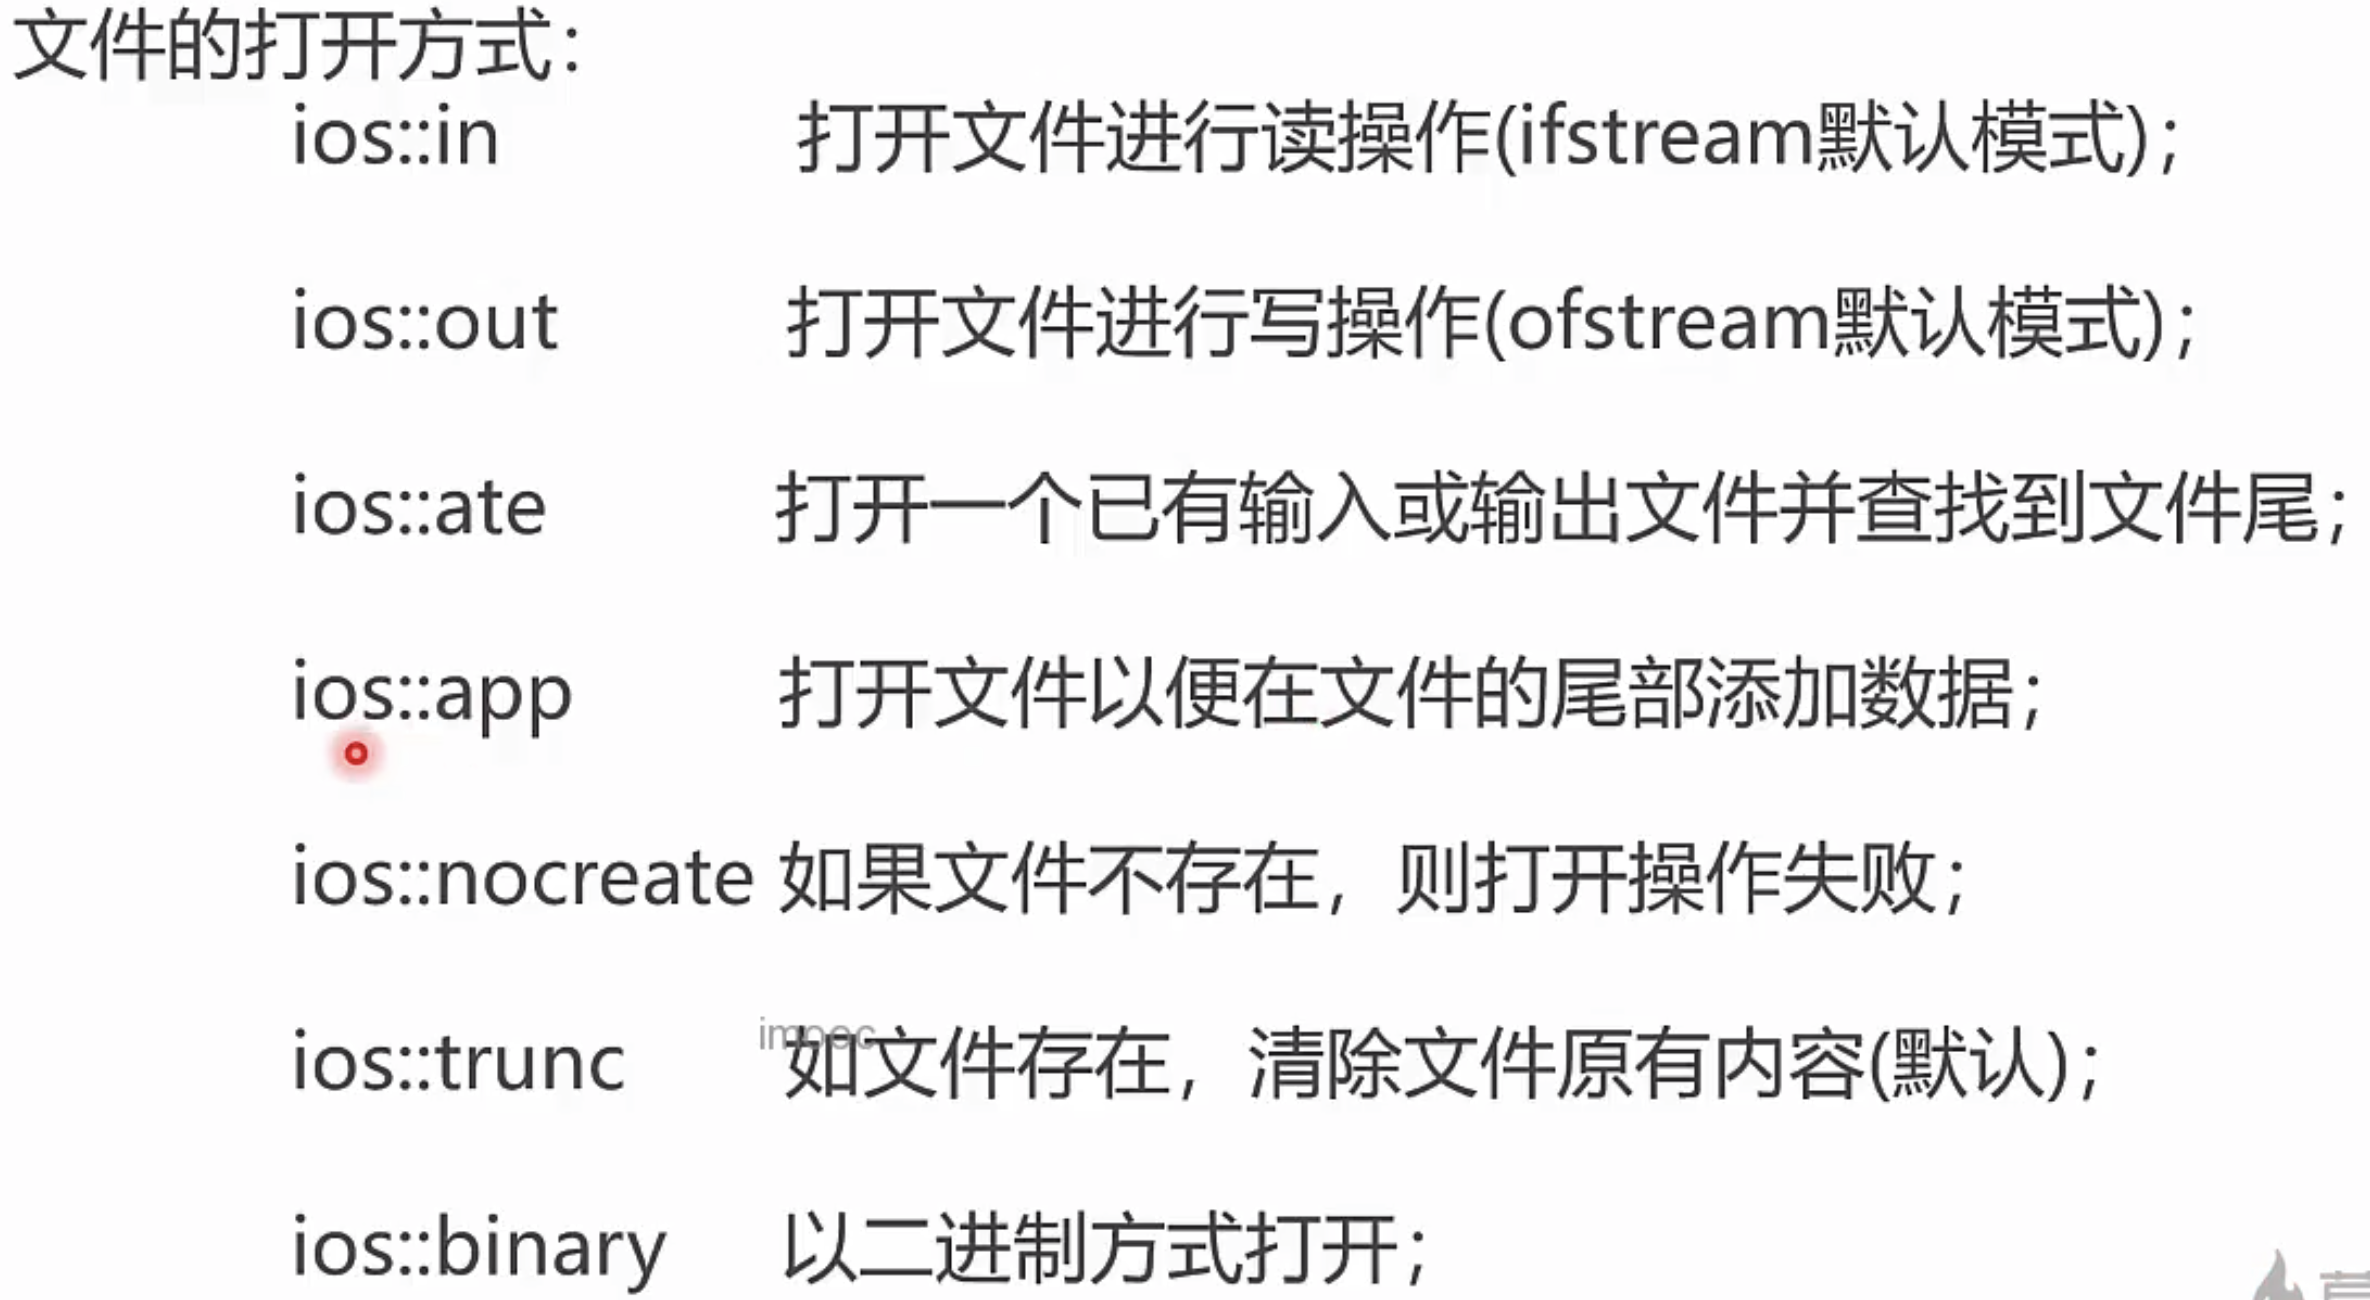 文件的打开方式：
ios::in 打开文件进行读操作(ifstream默认模式)；
ios::out 打开文件进行写操作(ofstream默认模式)；
ios::ate 打开一个已有输入或输出文件并查找到文件尾；
ios::app 打开文件以便在文件的尾部添加数据；
ios::nocreate 如果文件不存在，则打开操作失败；
imooc
ios::trunc 如文件存在，清除文件原有内容(默认)；
ios::binary 以二进制方式打开；